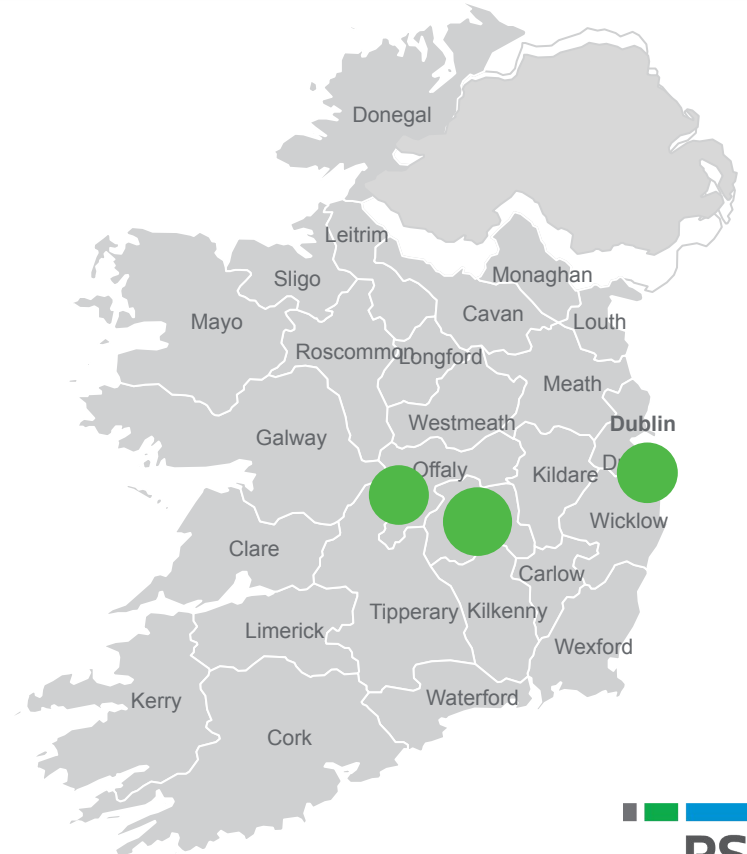 Donegal
Leitrim
Sligo
Monaghan
Cavan
Louth
Mayo
Roscommon
Longford
Meath
Westmeath
Dublin
Galway
Offaly
Kildare
Wicklow
Clare
Carlow
Tipperary
Kilkenny
Limerick
Wexford
Kerry
Waterford
Cork